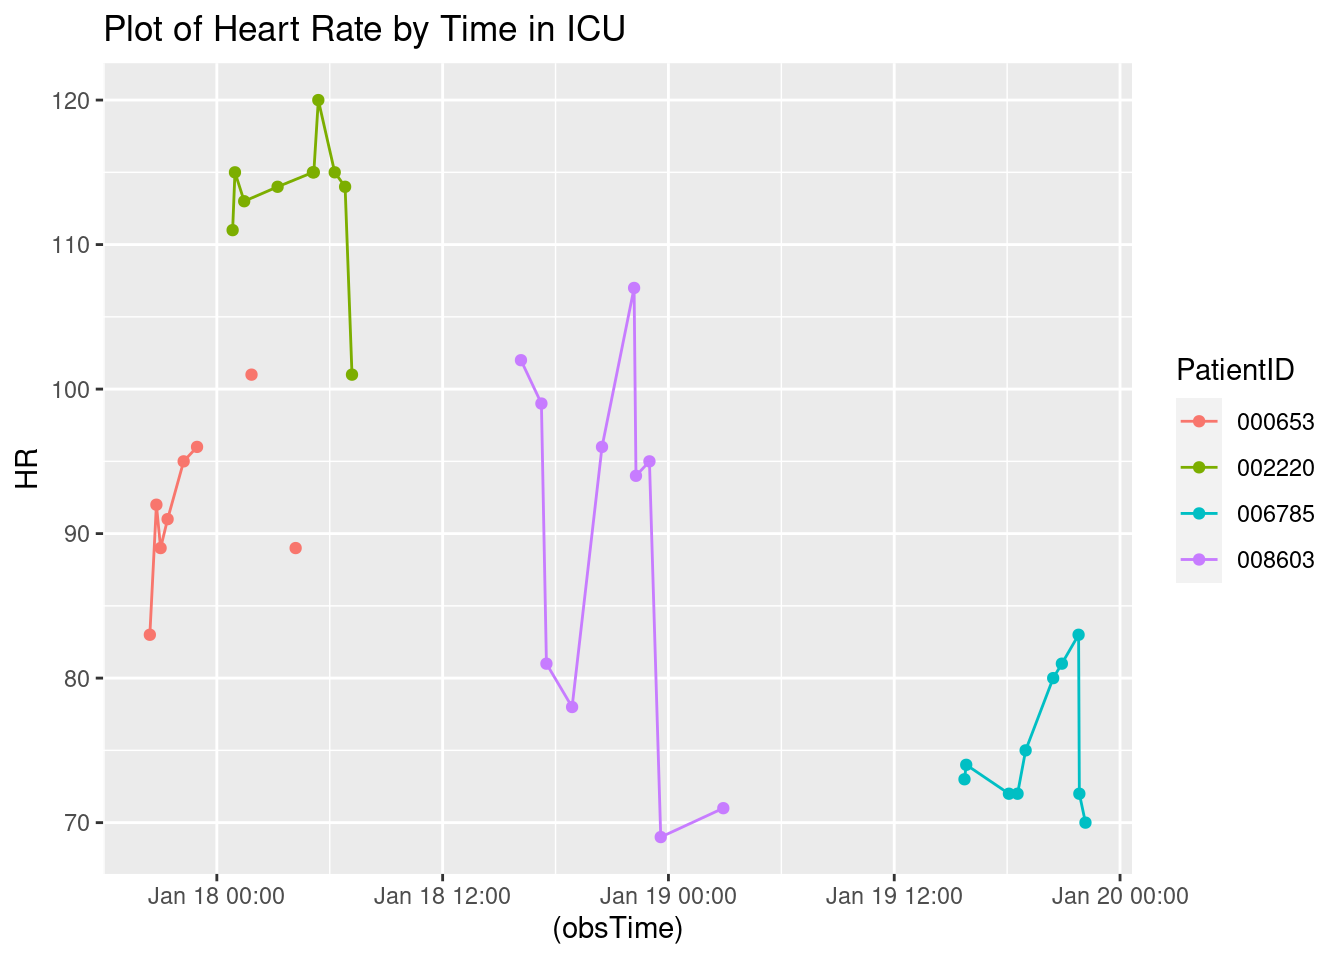 Plot of Heart Rate by Time in ICU
120
110
100
90
80
70
HR
Jan 18 00:00
Jan 18 12:00
Jan 19 00:00
Jan 19 12:00
Jan 20 00:00
(obsTime)
PatientID
000653
002220
006785
008603